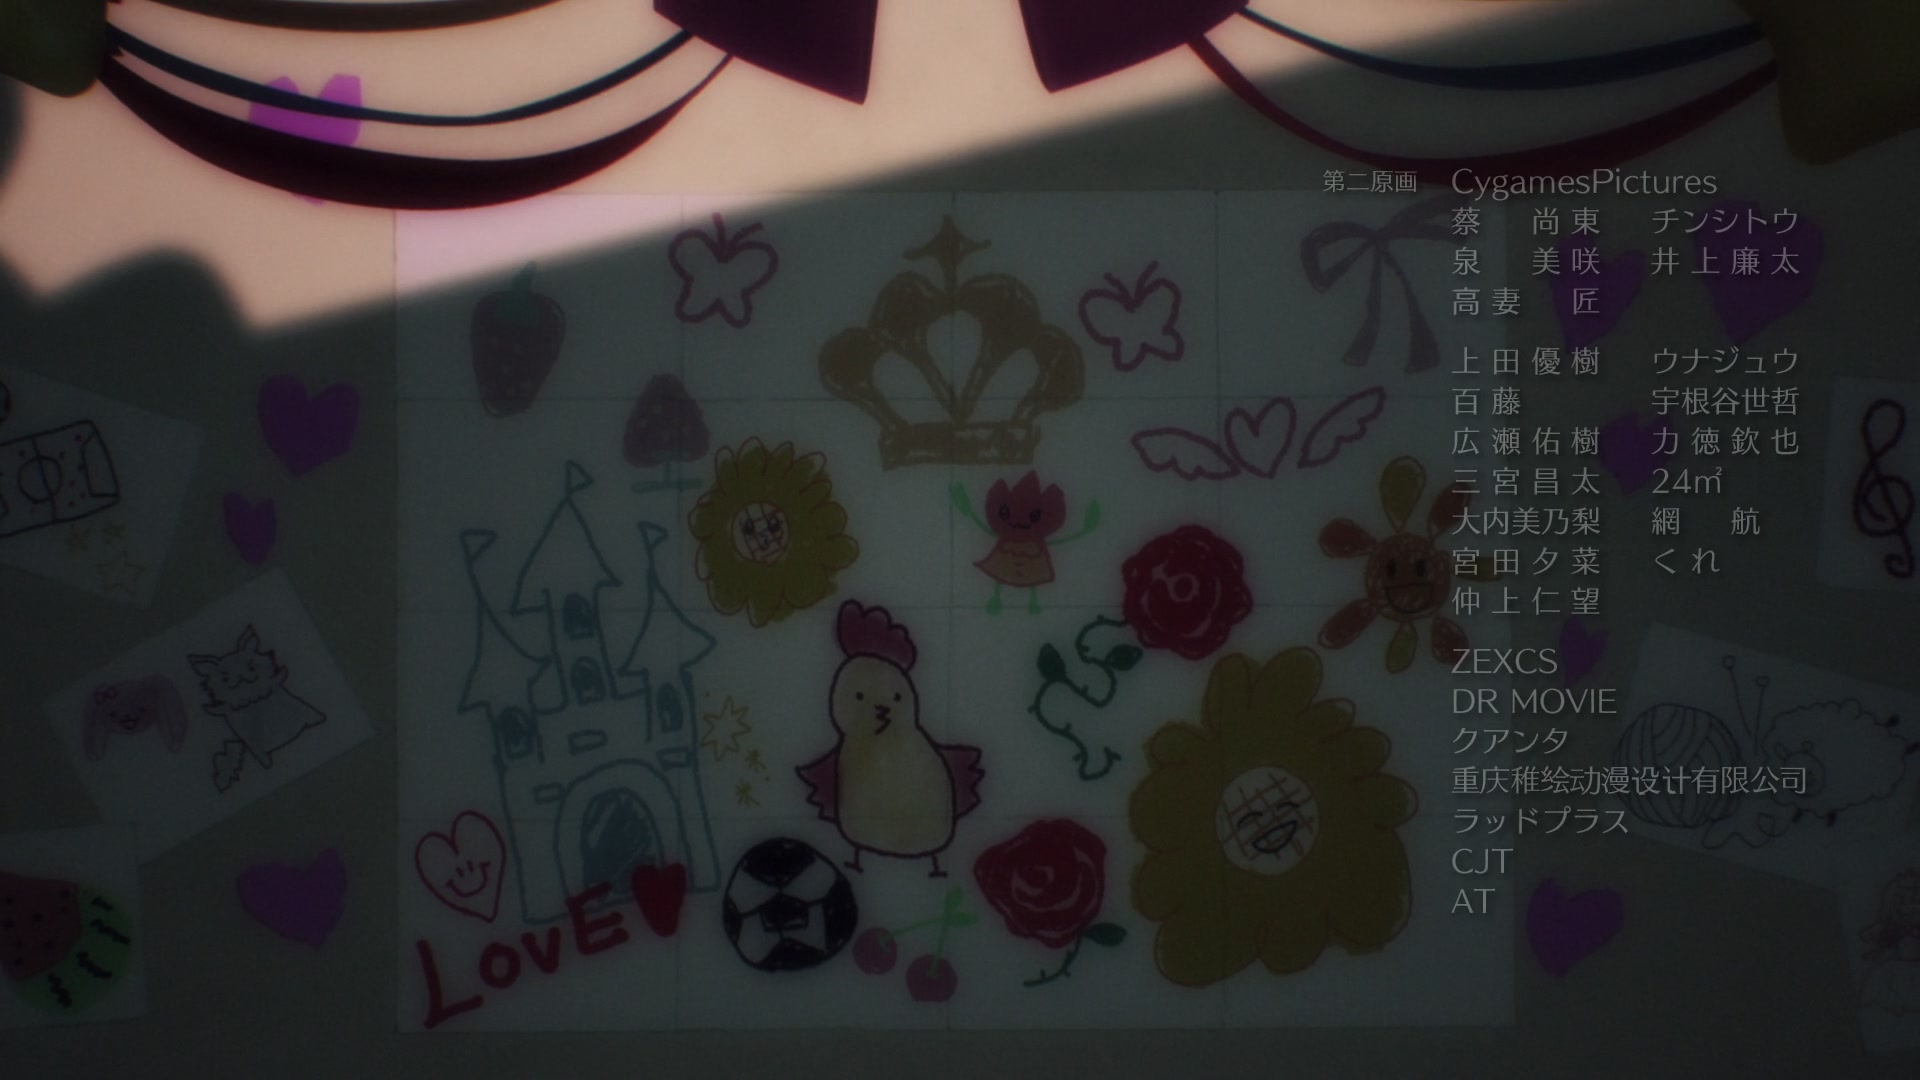 第二原画 CygamesPictures
蔡 尚東 チンシトウ
泉 美咲 井上廉太
高妻 匠
上田優樹 ウナジュウ
百藤 宇根谷世哲
広瀬佑樹 力徳欽也
三宮昌太 24㎡
大内美乃梨 網 航
宮田夕菜 くれ
仲上仁望
ZEXCS
DR MOVIE
クアンタ
重庆稚绘动漫设计有限公司
ラッドプラス
CJT
AT
LovE